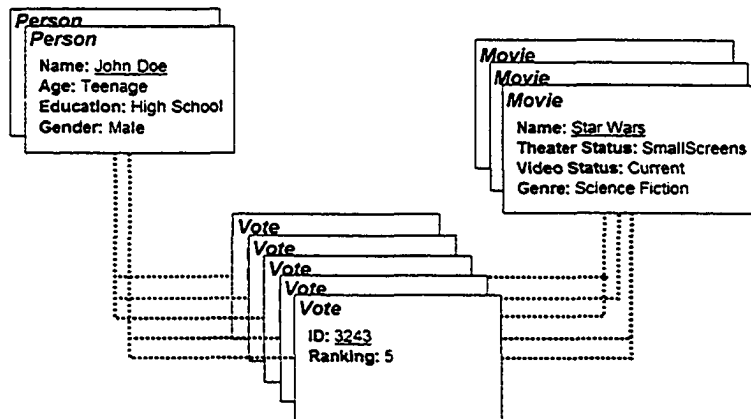 Person
Person
Name: John Doe
Age: Teenage
Education: High School
Gender: Male
Movie
Movie
Movie
Name: Star Wars
Theater Status: SmallScreens
Video Status: Current
Genre: Science Fiction
Vote
Vote
Vote
Vote
Vote
ID: 3243
Ranking: 5